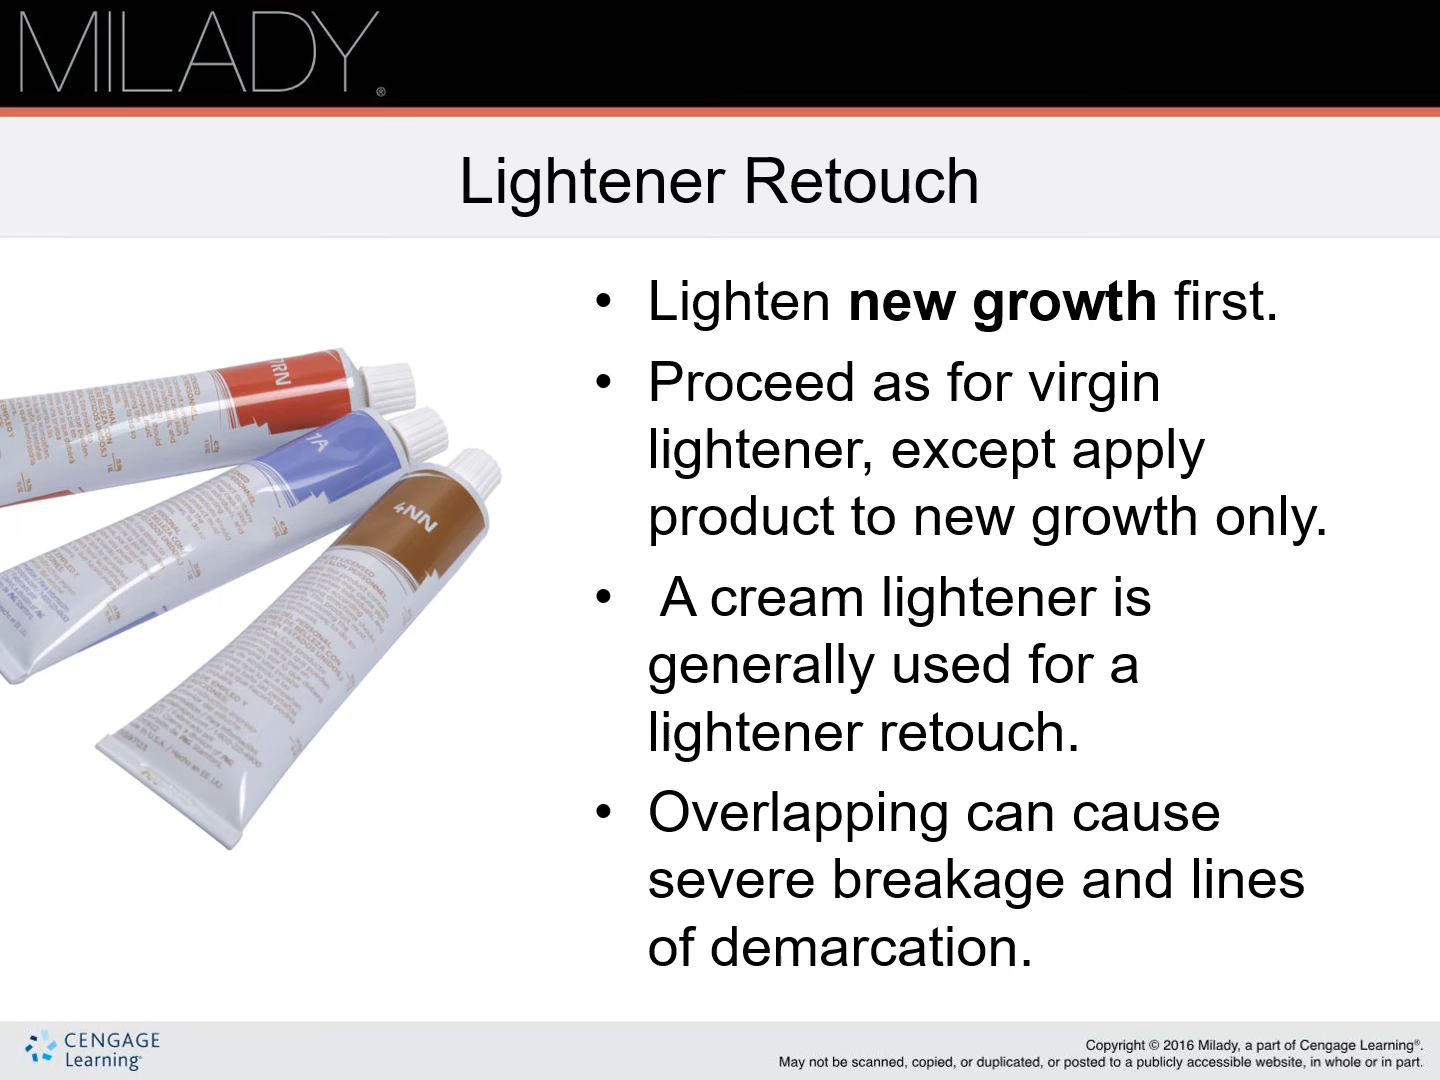 MILADY®
Lightener Retouch
• Lighten new growth first.
• Proceed as for virgin
lightener, except apply
product to new growth only.
• A cream lightener is
generally used for a
lightener retouch.
• Overlapping can cause
severe breakage and lines
of demarcation.
7RN
1A
4NN
CENGAGE
Learning®
Copyright © 2016 Milady, a part of Cengage Learning®.
May not be scanned, copied, or duplicated, or posted to a publicly accessible website, in whole or in part.